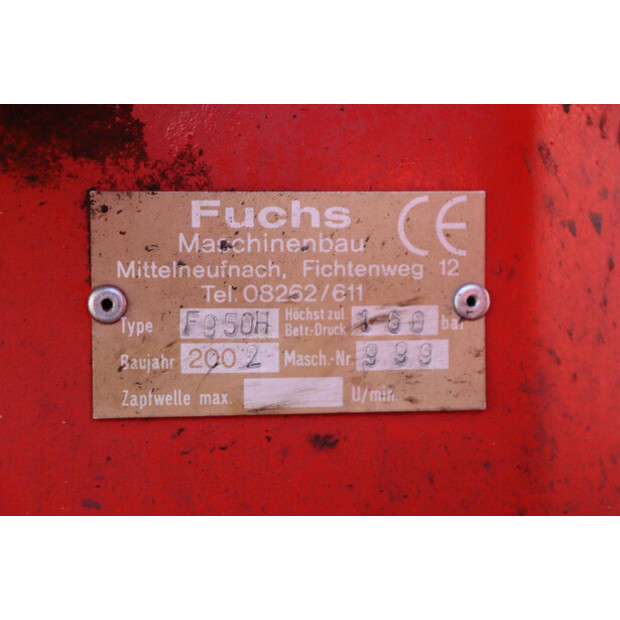 Fuchs CE
Maschinenbau
Mittelneufnach, Fichtenweg 12
Tel. 08262/611
Type F950H Höchst zul. Betr.-Druck 160 bar
Baujahr 2002 Masch.-Nr. 999
Zapfwelle max. U/min.